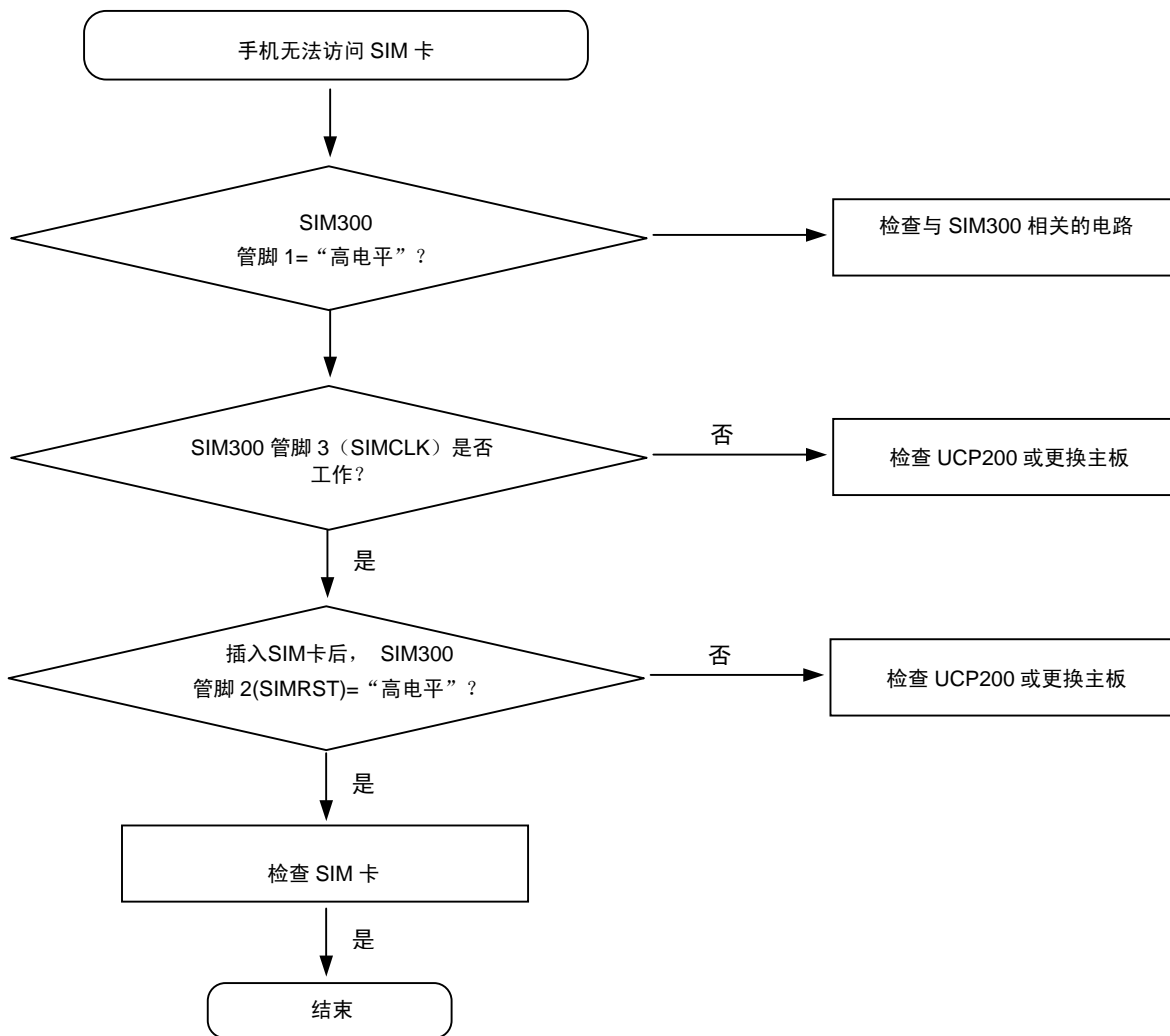 手机无法访问 SIM 卡
SIM300
管脚 1=“高电平”？
检查与 SIM300 相关的电路
SIM300 管脚 3（SIMCLK）是否
工作？
否
检查 UCP200 或更换主板
是
插入SIM卡后， SIM300
管脚 2(SIMRST)=“高电平”？
否
检查 UCP200 或更换主板
是
检查 SIM 卡
是
结束